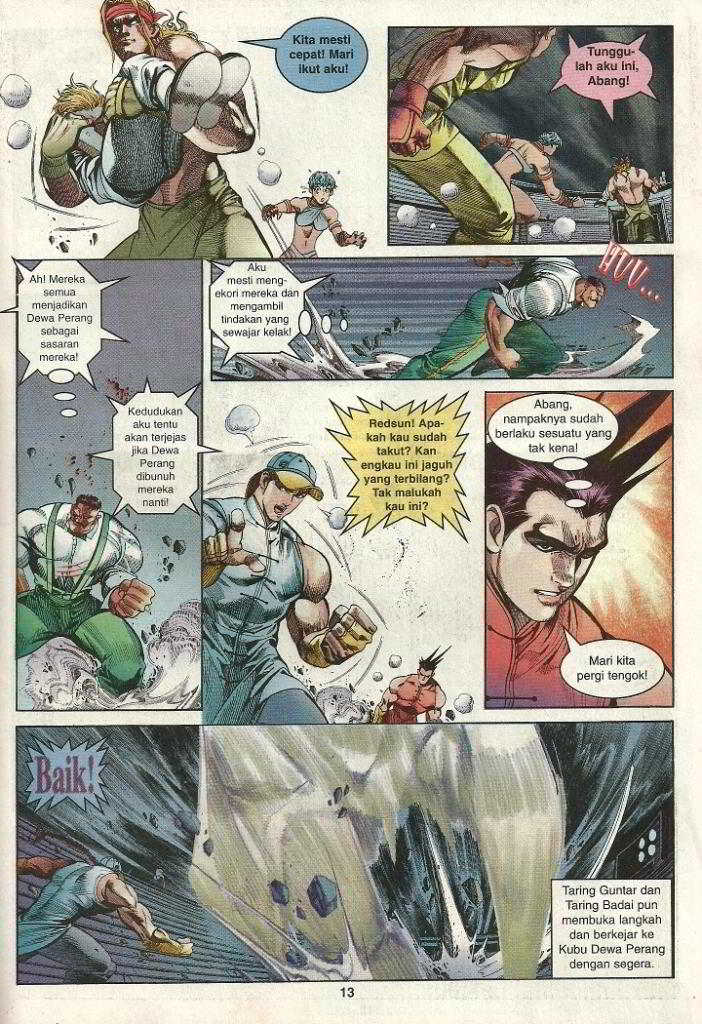 Kita mesti
cepat! Mari
ikut aku!
Tunggu-
lah aku ini,
Abang!
Ah! Mereka
semua
menjadikan
Dewa Perang
sebagai
sasaran
mereka!
Kedudukan
aku tentu
akan terjejas
jika Dewa
Perang
dibunuh
mereka
nanti!
Aku
mesti meng-
ekori mereka dan
mengambil
tindakan yang
sewajar kelak!
HUU...
Redsun! Apa-
kah kau sudah
takut? Kan
engkau ini jaguh
yang terbilang?
Tak malukah
kau ini?
Abang,
nampaknya sudah
berlaku sesuatu yang
tak kena!
Mari kita
pergi tengok!
Baik!
Taring Guntar dan
Taring Badai pun
membuka langkah
dan berkejar ke
Kubu Dewa Perang
dengan segera.
13